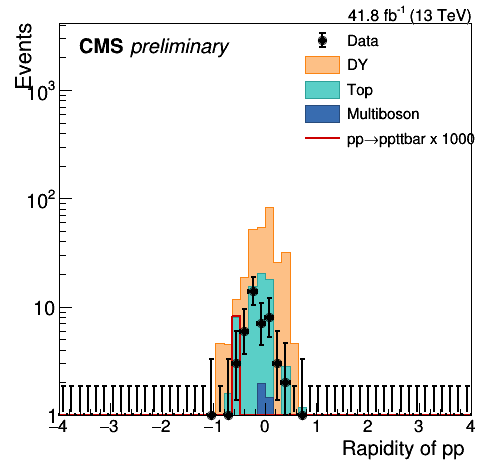 41.8 fb⁻¹ (13 TeV)
CMS preliminary
Data
DY
Top
Multiboson
pp→ppttbar x 1000
Events
10³
10²
10
1
−4 −3 −2 −1 0 1 2 3 4
Rapidity of pp